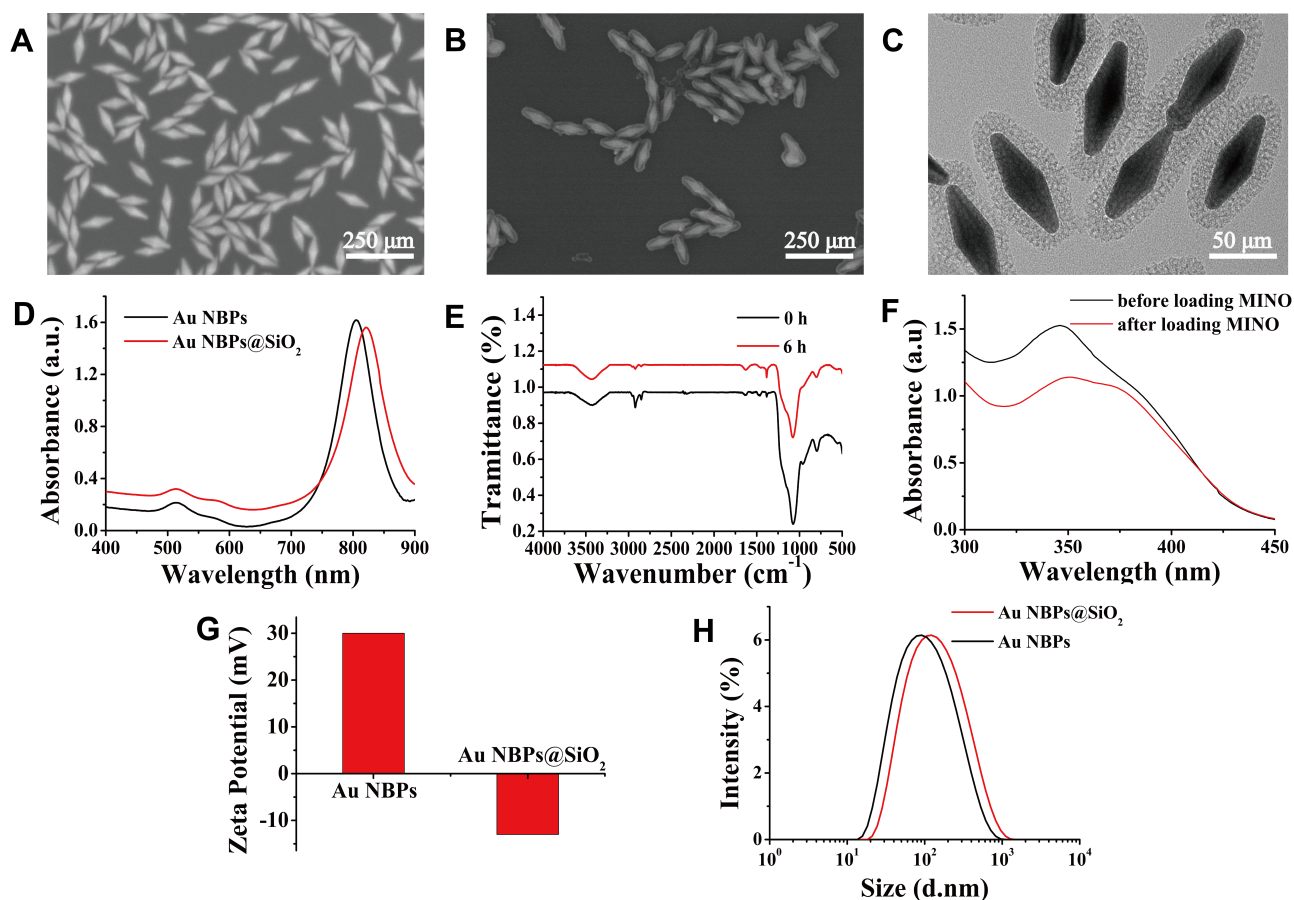 A
250 µm
B
250 µm
C
50 µm
D
Absorbance (a.u.)
1.6
1.2
0.8
0.4
0.0
Au NBPs
Au NBPs@SiO2
400 500 600 700 800 900
Wavelength (nm)
E
Tramittance (%)
1.4
1.2
1.0
0.8
0.6
0.4
0.2
0 h
6 h
4000 3500 3000 2500 2000 1500 1000 500
Wavenumber (cm-1)
F
Absorbance (a.u)
1.5
1.0
0.5
0.0
before loading MINO
after loading MINO
300 350 400 450
Wavelength (nm)
G
Zeta Potential (mV)
30
20
10
0
-10
Au NBPs
Au NBPs@SiO2
H
Intensity (%)
6
4
2
0
Au NBPs@SiO2
Au NBPs
10^0 10^1 10^2 10^3 10^4
Size (d.nm)